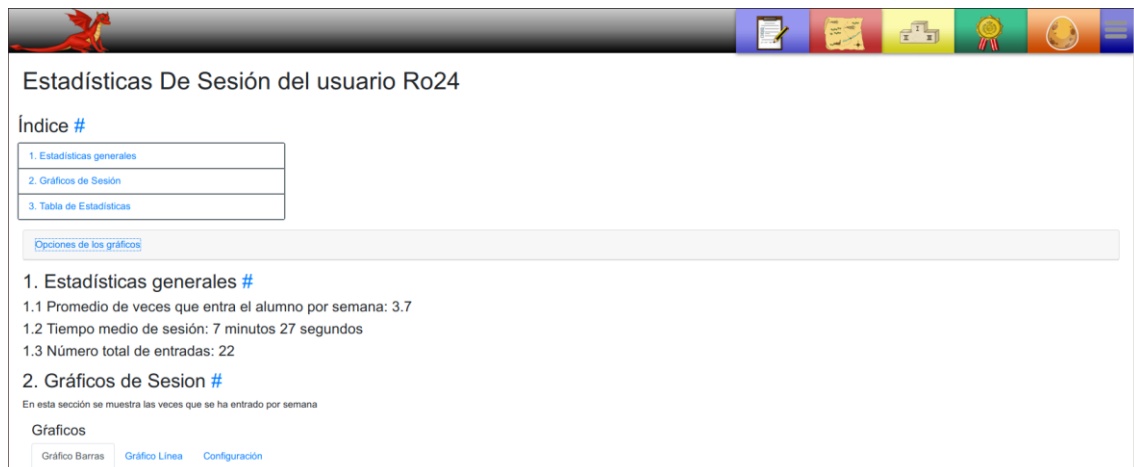 Estadísticas De Sesión del usuario Ro24
Índice #
1. Estadísticas generales
2. Gráficos de Sesión
3. Tabla de Estadísticas
Opciones de los gráficos
1. Estadísticas generales #
1.1 Promedio de veces que entra el alumno por semana: 3.7
1.2 Tiempo medio de sesión: 7 minutos 27 segundos
1.3 Número total de entradas: 22
2. Gráficos de Sesion #
En esta sección se muestra las veces que se ha entrado por semana
Gŕaficos
Gráfico Barras Gráfico Línea Configuración